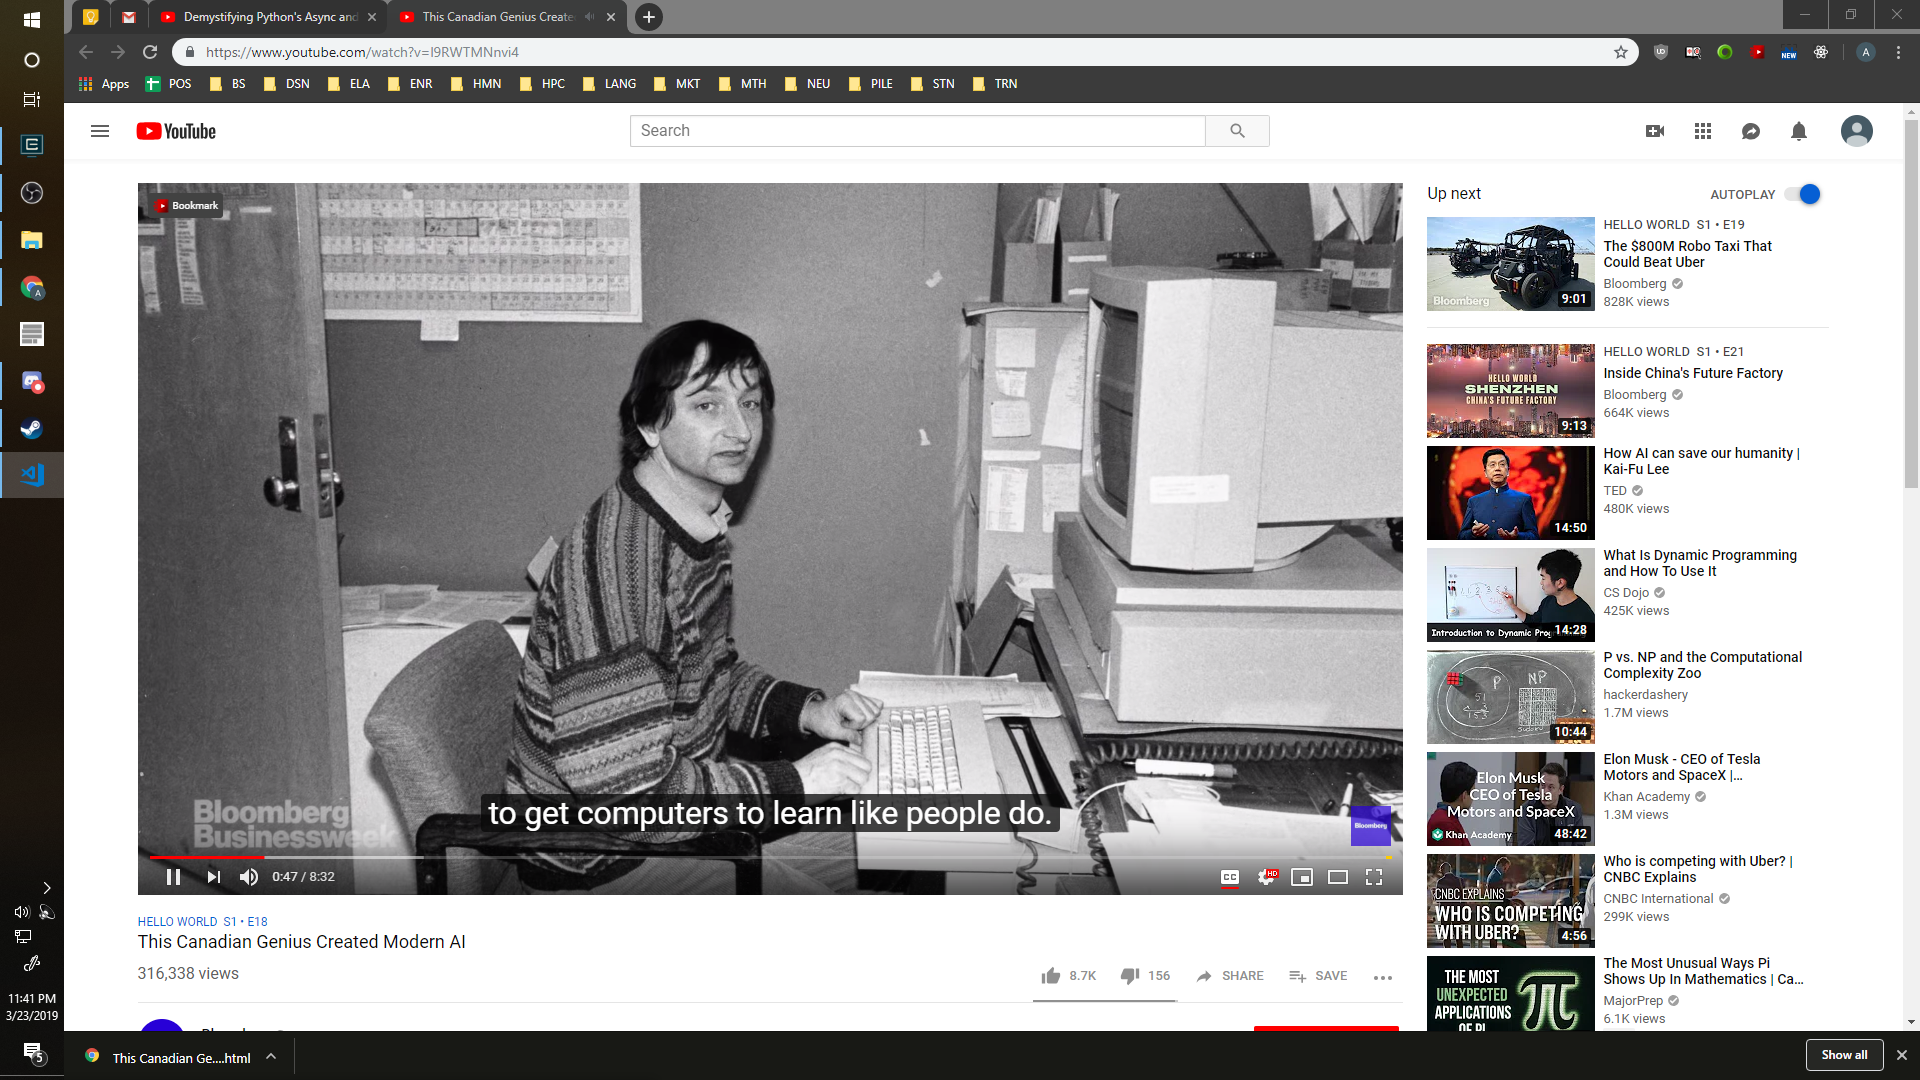 Demystifying Python's Async and
This Canadian Genius Create
https://www.youtube.com/watch?v=I9RWTMNnvi4
Apps
POS
BS
DSN
ELA
ENR
HMN
HPC
LANG
MKT
MTH
NEU
PILE
STN
TRN
YouTube
Search
Bookmark
Bloomberg
Businessweek
to get computers to learn like people do.
Bloomberg
0:47 / 8:32
CC
HD
HELLO WORLD S1 • E18
This Canadian Genius Created Modern AI
316,338 views
8.7K
156
SHARE
SAVE
Up next
AUTOPLAY
Bloomberg
9:01
HELLO WORLD S1 • E19
The $800M Robo Taxi That
Could Beat Uber
Bloomberg
828K views
HELLO WORLD
SHENZHEN
CHINA'S FUTURE FACTORY
9:13
HELLO WORLD S1 • E21
Inside China's Future Factory
Bloomberg
664K views
14:50
How AI can save our humanity |
Kai-Fu Lee
TED
480K views
Introduction to Dynamic
14:28
What Is Dynamic Programming
and How To Use It
CS Dojo
425K views
P
NP
10:44
P vs. NP and the Computational
Complexity Zoo
hackerdashery
1.7M views
Elon Musk
CEO of Tesla
Motors and SpaceX
Khan Academy
48:42
Elon Musk - CEO of Tesla
Motors and SpaceX |...
Khan Academy
1.3M views
CNBC EXPLAINS
WHO IS COMPETING
WITH UBER?
4:56
Who is competing with Uber? |
CNBC Explains
CNBC International
299K views
THE MOST
UNEXPECTED
APPLICATIONS
OF PI
The Most Unusual Ways Pi
Shows Up In Mathematics | Ca...
MajorPrep
6.1K views
11:41 PM
3/23/2019
5
This Canadian Ge....html
Show all
NEW
A